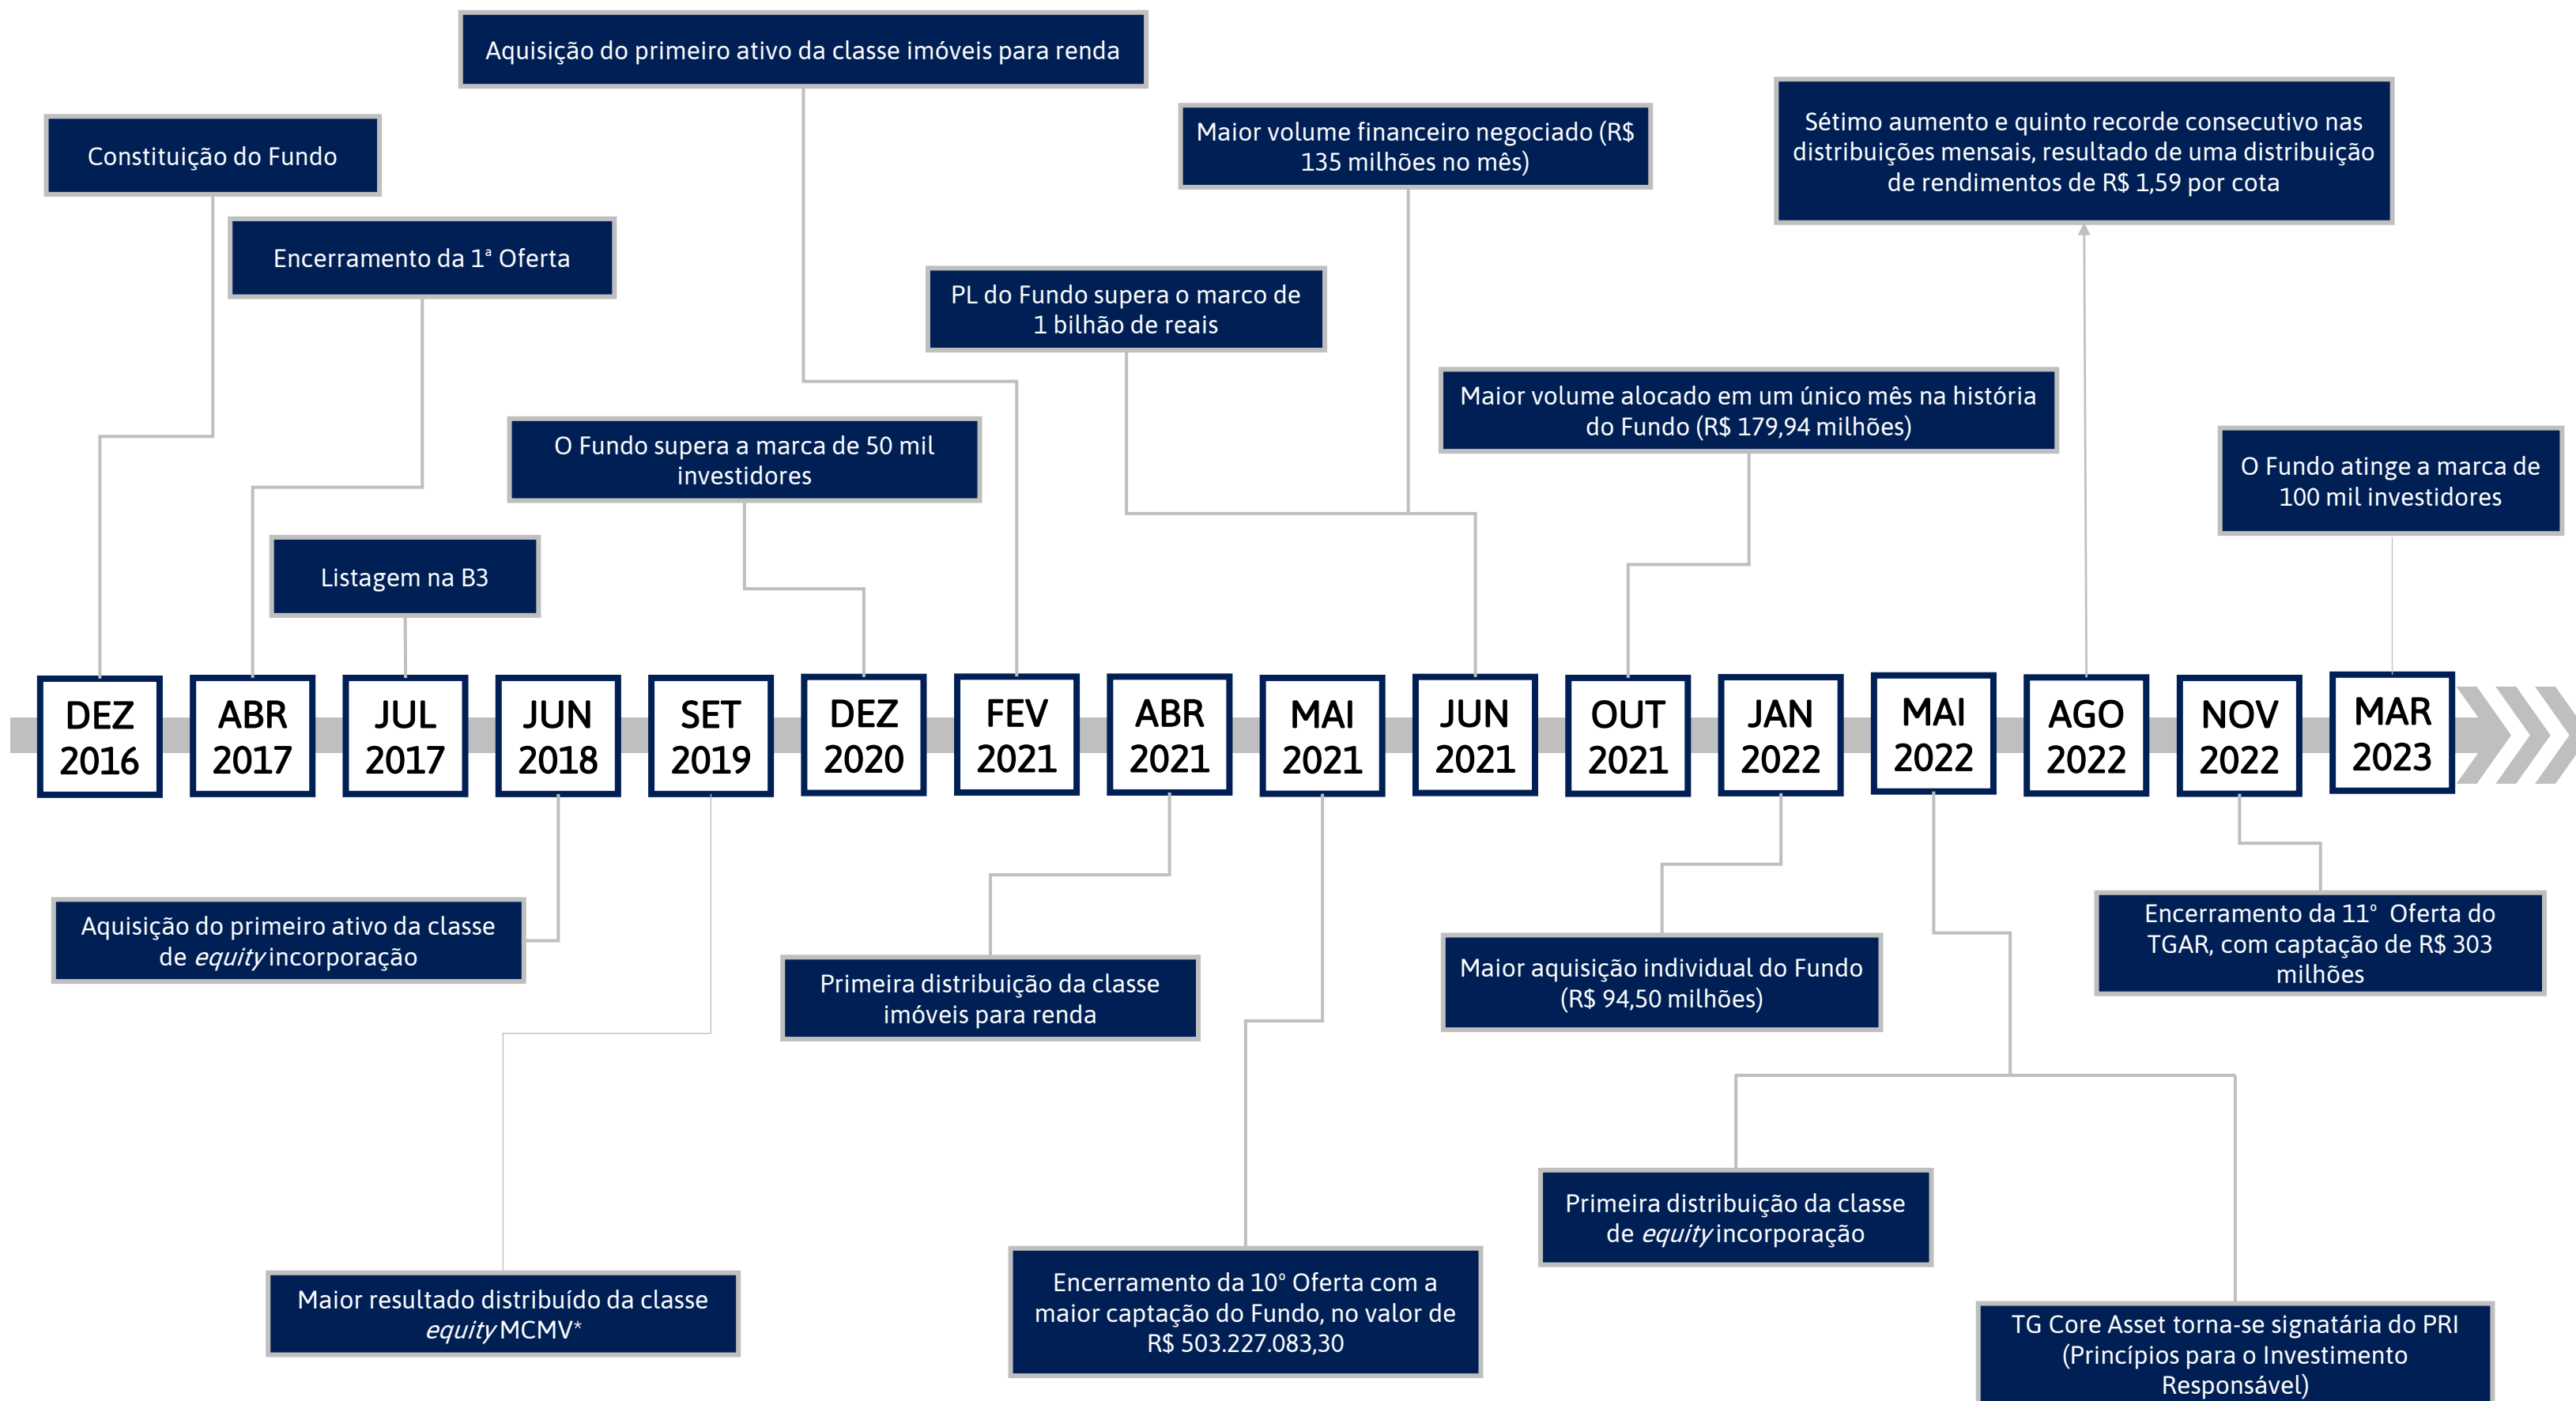 Aquisição do primeiro ativo da classe imóveis para renda
Constituição do Fundo
Maior volume financeiro negociado (R$
135 milhões no mês)
Sétimo aumento e quinto recorde consecutivo nas
distribuições mensais, resultado de uma distribuição
de rendimentos de R$ 1,59 por cota
Encerramento da 1ª Oferta
PL do Fundo supera o marco de
1 bilhão de reais
Maior volume alocado em um único mês na história
do Fundo (R$ 179,94 milhões)
O Fundo supera a marca de 50 mil
investidores
O Fundo atinge a marca de
100 mil investidores
Listagem na B3
DEZ
2016
ABR
2017
JUL
2017
JUN
2018
SET
2019
DEZ
2020
FEV
2021
ABR
2021
MAI
2021
JUN
2021
OUT
2021
JAN
2022
MAI
2022
AGO
2022
NOV
2022
MAR
2023
Aquisição do primeiro ativo da classe
de equity incorporação
Primeira distribuição da classe
imóveis para renda
Maior aquisição individual do Fundo
(R$ 94,50 milhões)
Encerramento da 11º Oferta do
TGAR, com captação de R$ 303
milhões
Primeira distribuição da classe
de equity incorporação
Maior resultado distribuído da classe
equity MCMV*
Encerramento da 10º Oferta com a
maior captação do Fundo, no valor de
R$ 503.227.083,30
TG Core Asset torna-se signatária do PRI
(Princípios para o Investimento
Responsável)